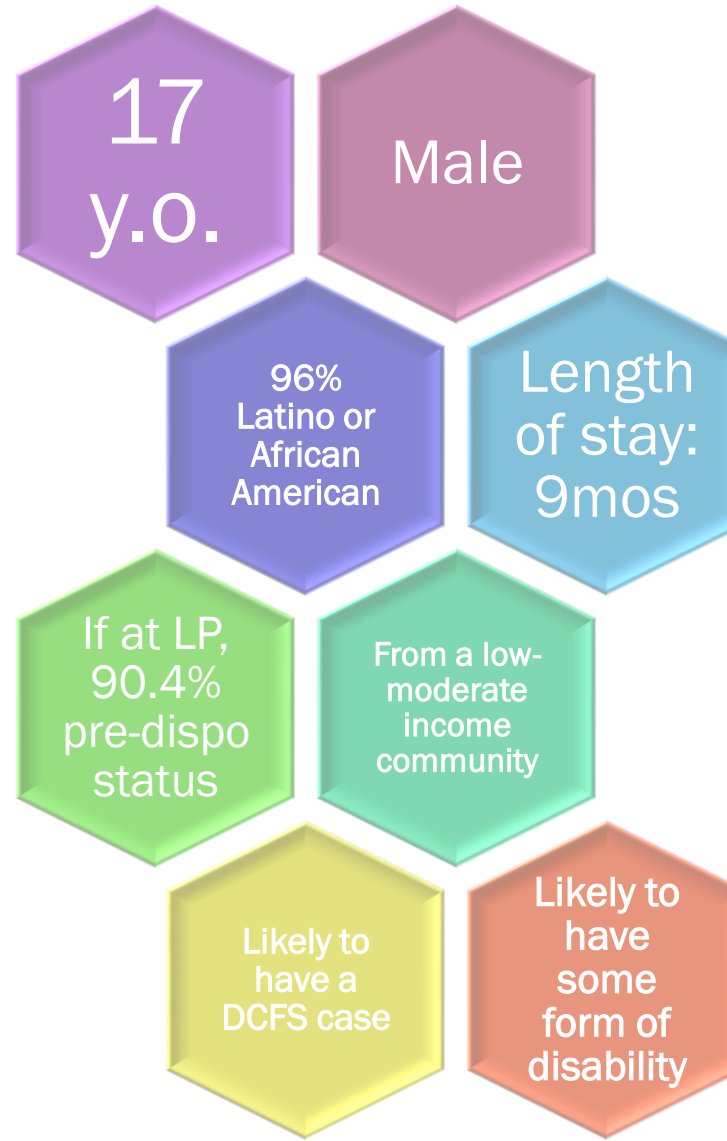 17
y.o.
Male
96%
Latino or
African
American
Length
of stay:
9mos
If at LP,
90.4%
pre-dispo
status
From a low-
moderate
income
community
Likely to
have a
DCFS case
Likely to
have
some
form of
disability